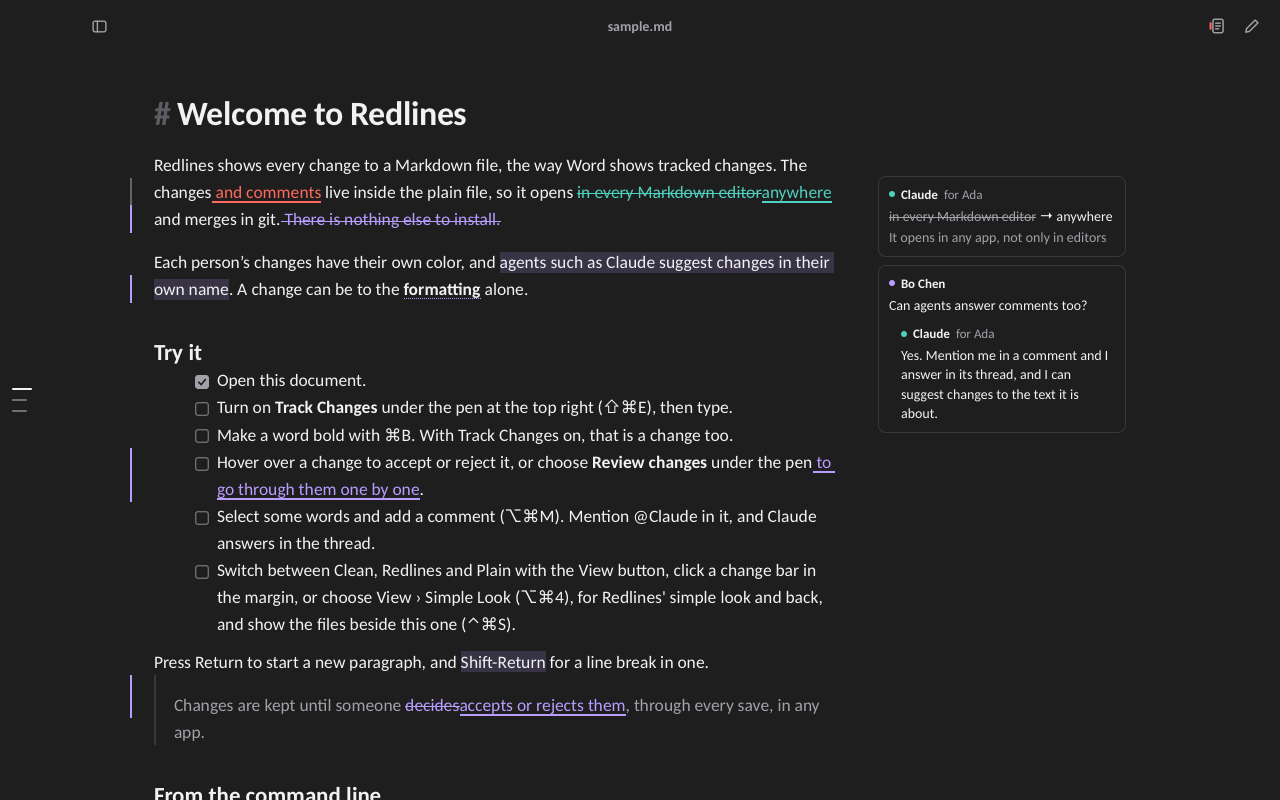 sample.md
# Welcome to Redlines
Redlines shows every change to a Markdown file, the way Word shows tracked changes. The
changes and comments live inside the plain file, so it opens in every Markdown editoranywhere
and merges in git. There is nothing else to install.
Each person’s changes have their own color, and agents such as Claude suggest changes in their
own name. A change can be to the formatting alone.
Try it
Open this document.
Turn on Track Changes under the pen at the top right (⇧⌘E), then type.
Make a word bold with ⌘B. With Track Changes on, that is a change too.
Hover over a change to accept or reject it, or choose Review changes under the pen to
go through them one by one.
Select some words and add a comment (⌥⌘M). Mention @Claude in it, and Claude
answers in the thread.
Switch between Clean, Redlines and Plain with the View button, click a change bar in
the margin, or choose View › Simple Look (⌥⌘4), for Redlines' simple look and back,
and show the files beside this one (^⌘S).
Press Return to start a new paragraph, and Shift-Return for a line break in one.
Changes are kept until someone decidesaccepts or rejects them, through every save, in any
app.
From the command line
Claude for Ada
in every Markdown editor → anywhere
It opens in any app, not only in editors
Bo Chen
Can agents answer comments too?
Claude for Ada
Yes. Mention me in a comment and I
answer in its thread, and I can
suggest changes to the text it is
about.